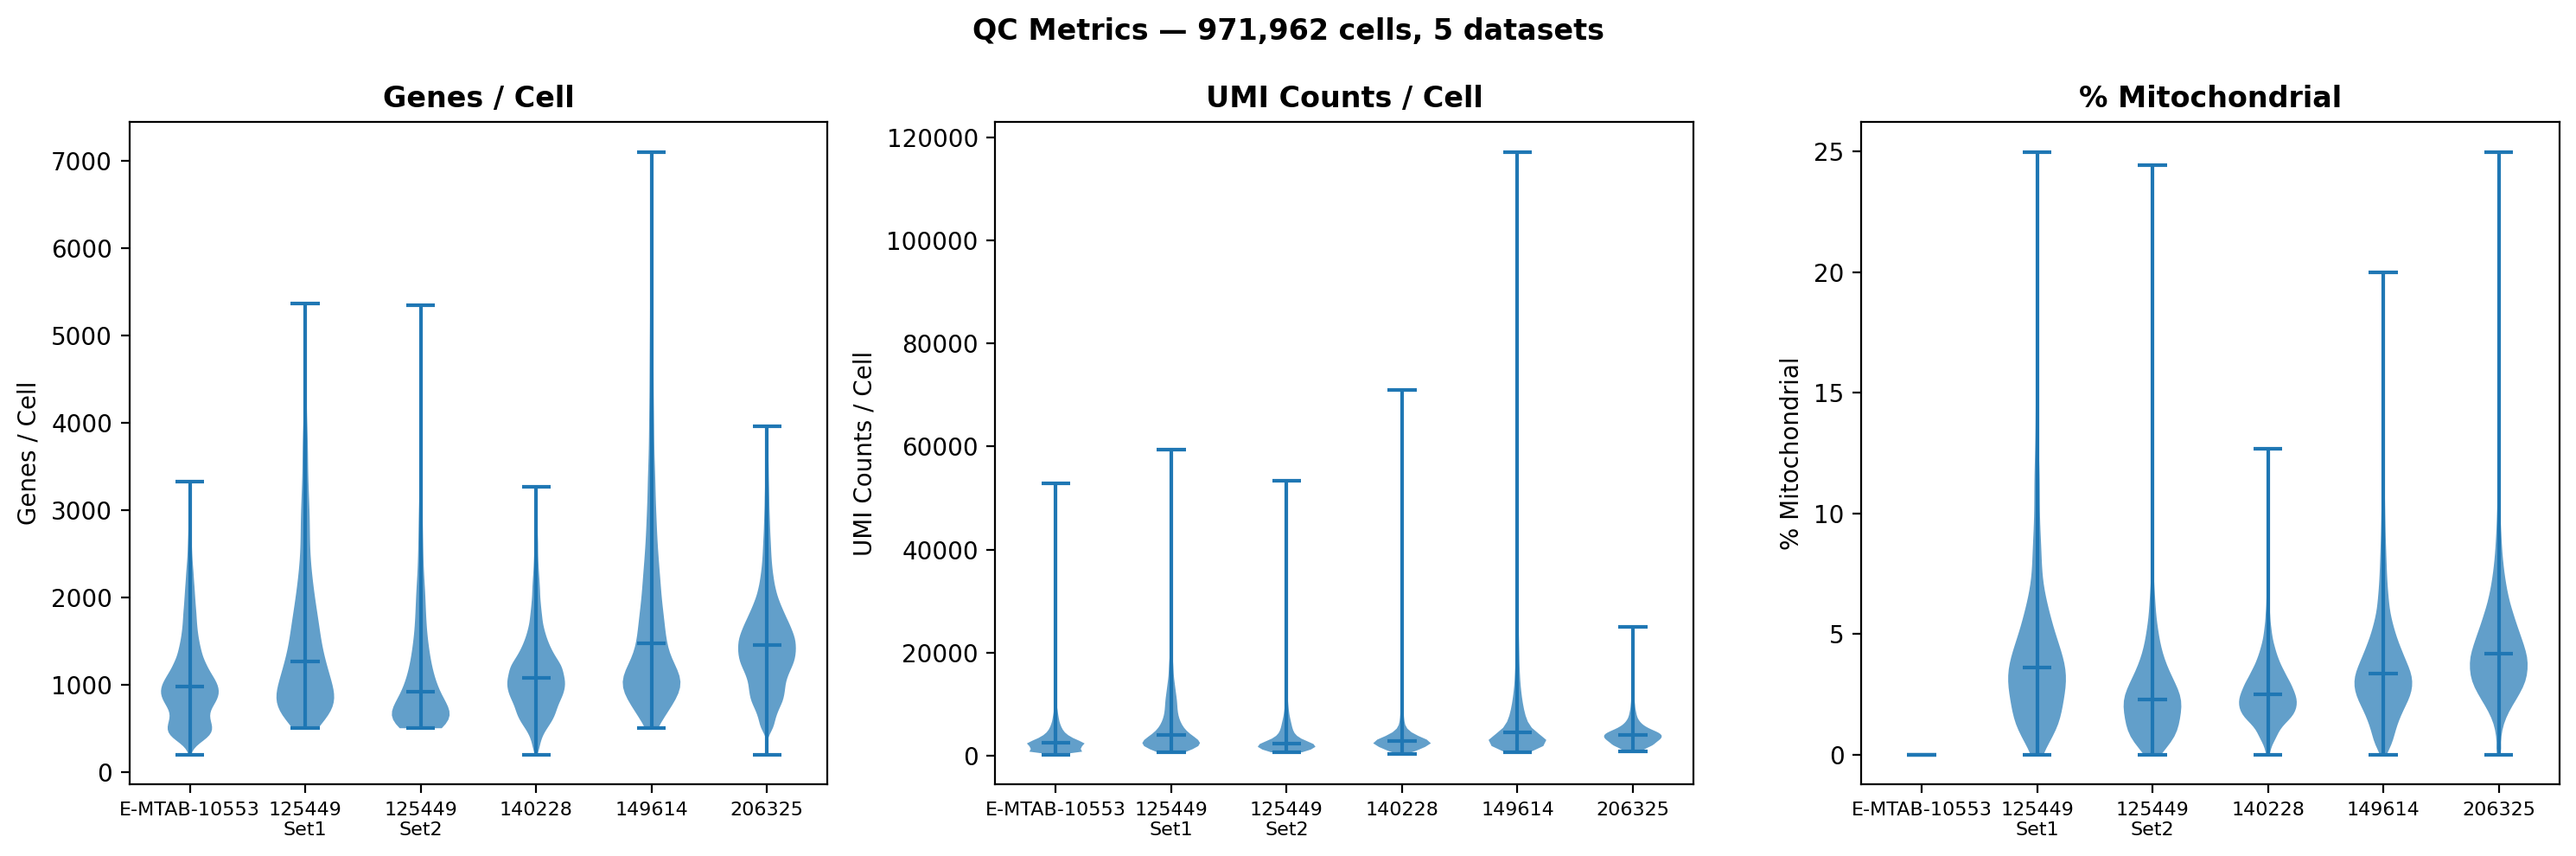 QC Metrics — 971,962 cells, 5 datasets
Genes / Cell
Genes / Cell
7000
6000
5000
4000
3000
2000
1000
0
E-MTAB-10553
125449
Set1
125449
Set2
140228
149614
206325
UMI Counts / Cell
UMI Counts / Cell
120000
100000
80000
60000
40000
20000
0
E-MTAB-10553
125449
Set1
125449
Set2
140228
149614
206325
% Mitochondrial
% Mitochondrial
25
20
15
10
5
0
E-MTAB-10553
125449
Set1
125449
Set2
140228
149614
206325